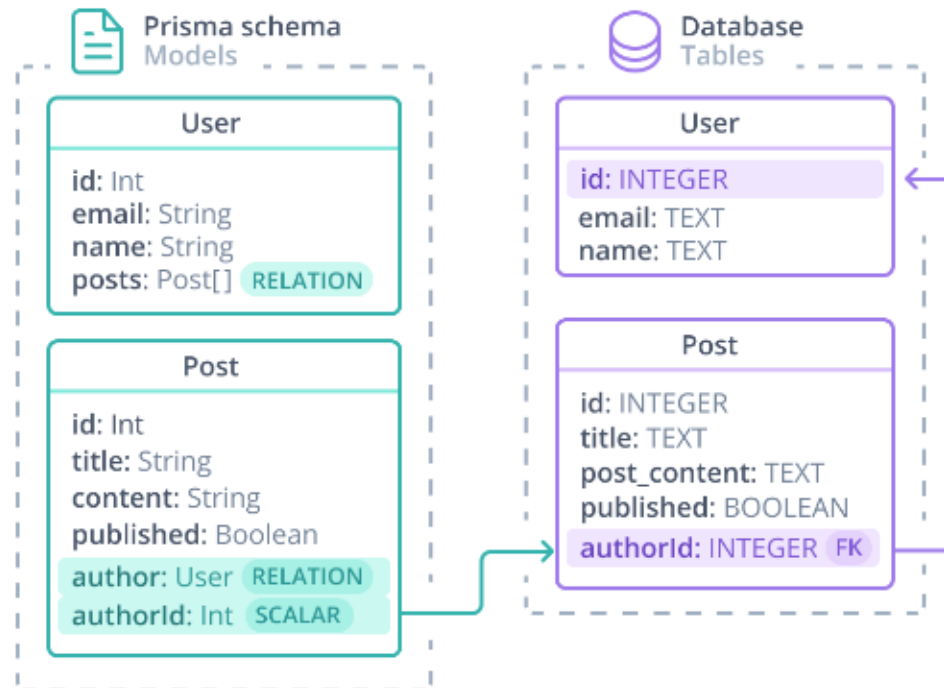 Prisma schema
Models
User
id: Int
email: String
name: String
posts: Post[] RELATION
Post
id: Int
title: String
content: String
published: Boolean
author: User RELATION
authorId: Int SCALAR
Database
Tables
User
id: INTEGER
email: TEXT
name: TEXT
Post
id: INTEGER
title: TEXT
post_content: TEXT
published: BOOLEAN
authorId: INTEGER FK